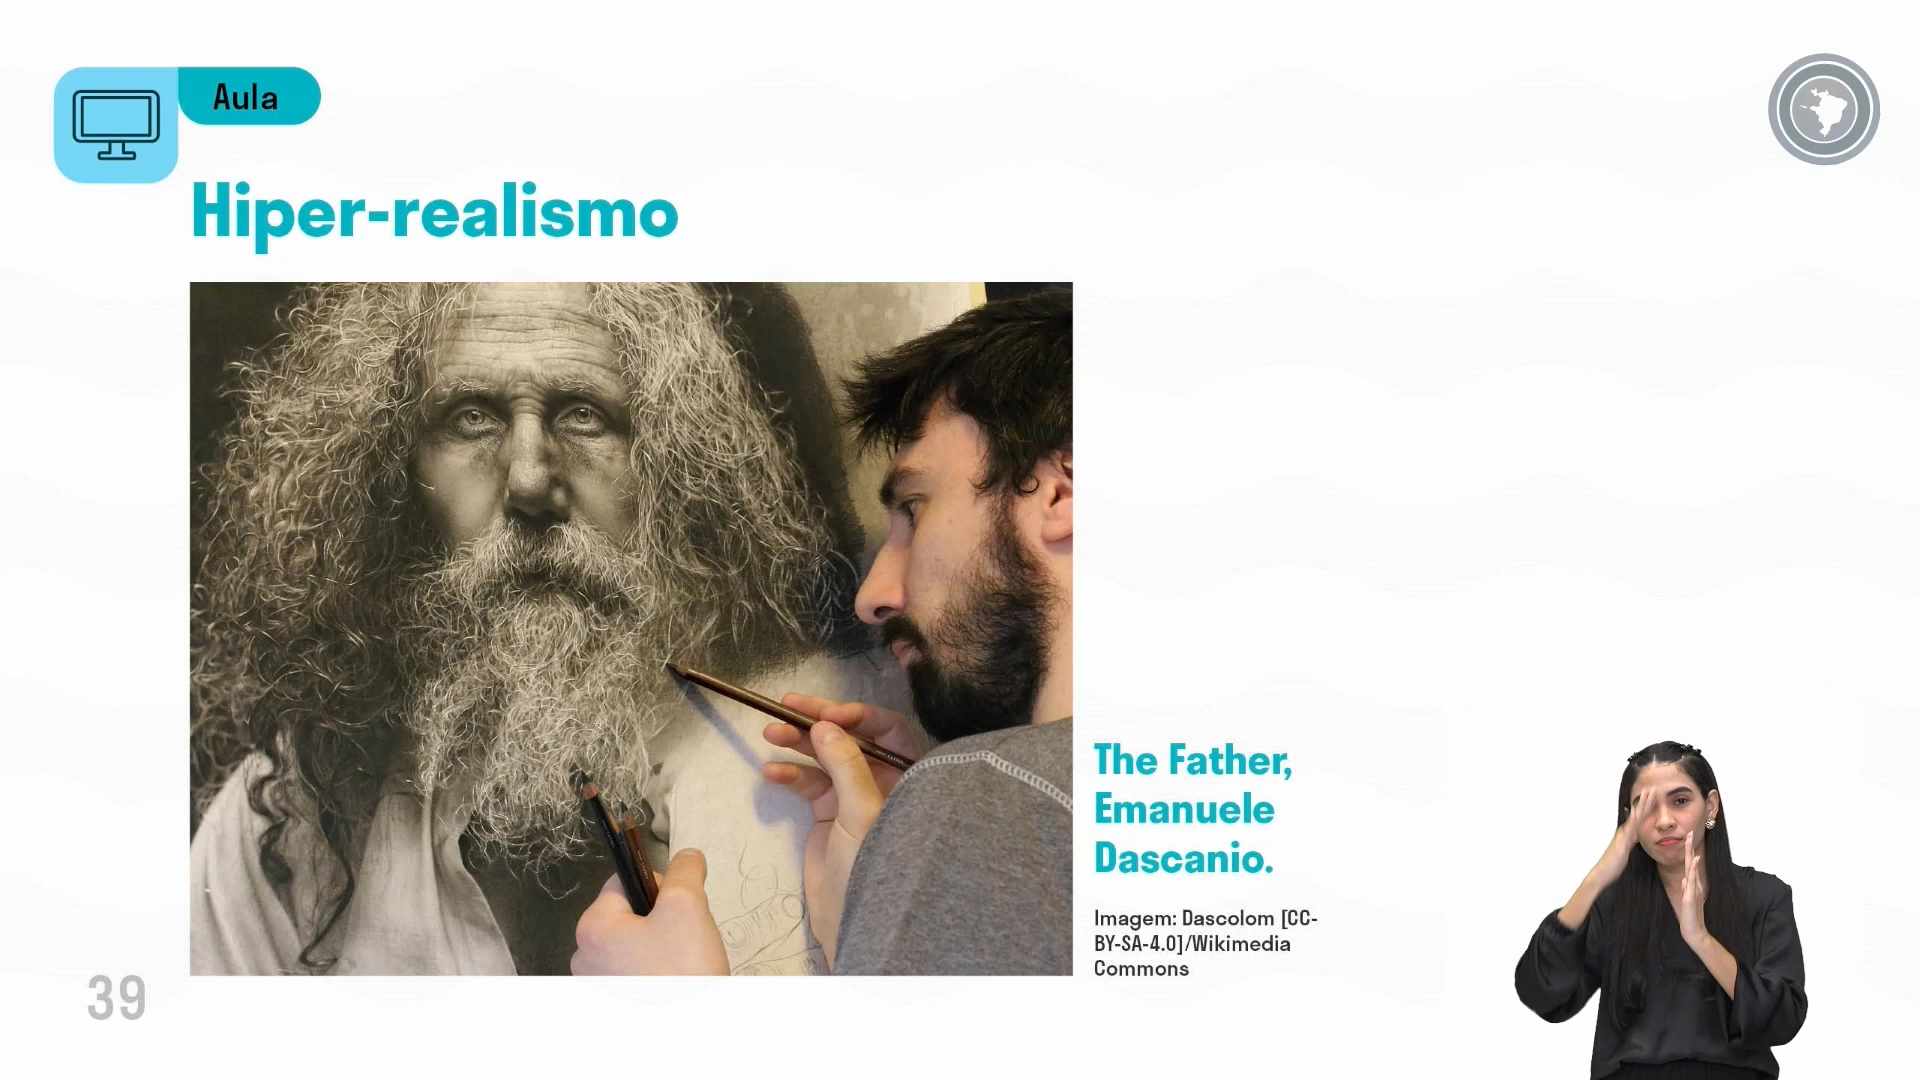 Aula
Hiper-realismo
The Father,
Emanuele
Dascanio.
Imagem: Dascolom [CC-
BY-SA-4.0]/Wikimedia
Commons
39